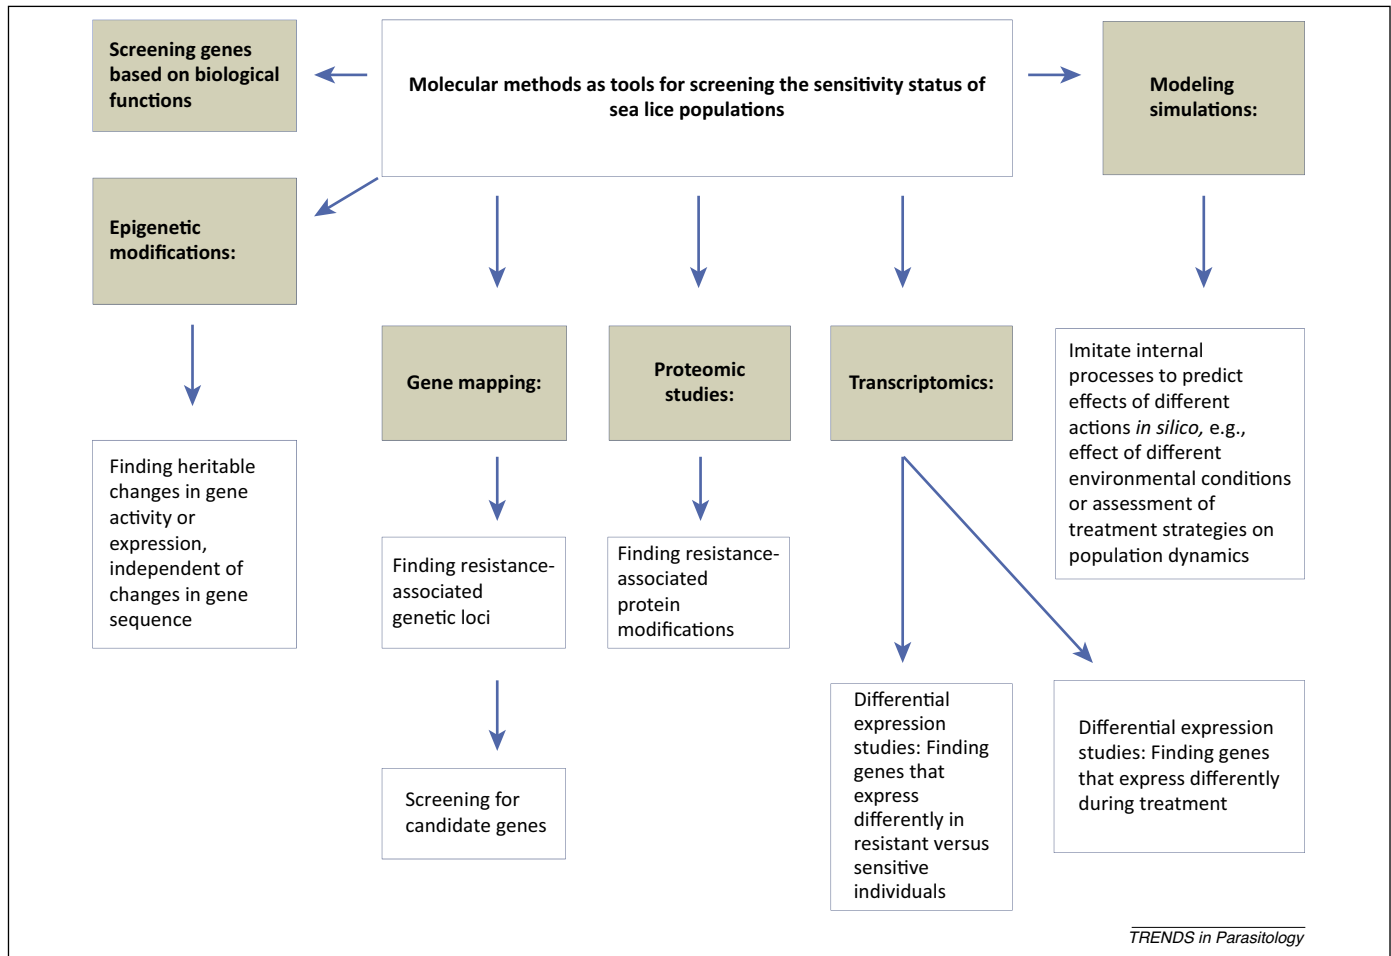 Screening genes
based on biological
functions
Molecular methods as tools for screening the sensitivity status of
sea lice populations
Modeling
simulations:
Epigenetic
modifications:
Gene mapping:
Proteomic
studies:
Transcriptomics:
Imitate internal
processes to predict
effects of different
actions in silico, e.g.,
effect of different
environmental conditions
or assessment of
treatment strategies on
population dynamics
Finding heritable
changes in gene
activity or
expression,
independent of
changes in gene
sequence
Finding resistance-
associated
genetic loci
Finding resistance-
associated
protein
modifications
Screening for
candidate genes
Differential
expression
studies: Finding
genes that
express
differently in
resistant versus
sensitive
individuals
Differential expression
studies: Finding genes
that express differently
during treatment
TRENDS in Parasitology